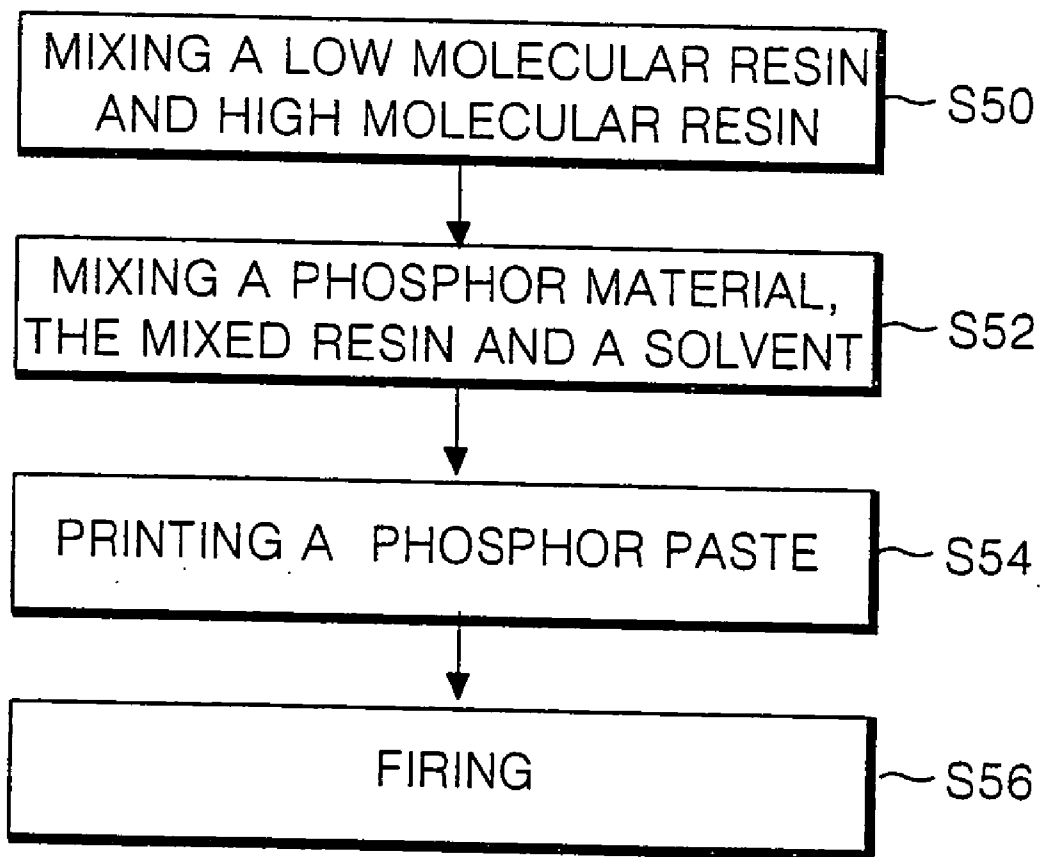 MIXING A LOW MOLECULAR RESIN
AND HIGH MOLECULAR RESIN
S50
MIXING A PHOSPHOR MATERIAL,
THE MIXED RESIN AND A SOLVENT
S52
PRINTING A PHOSPHOR PASTE
S54
FIRING
S56